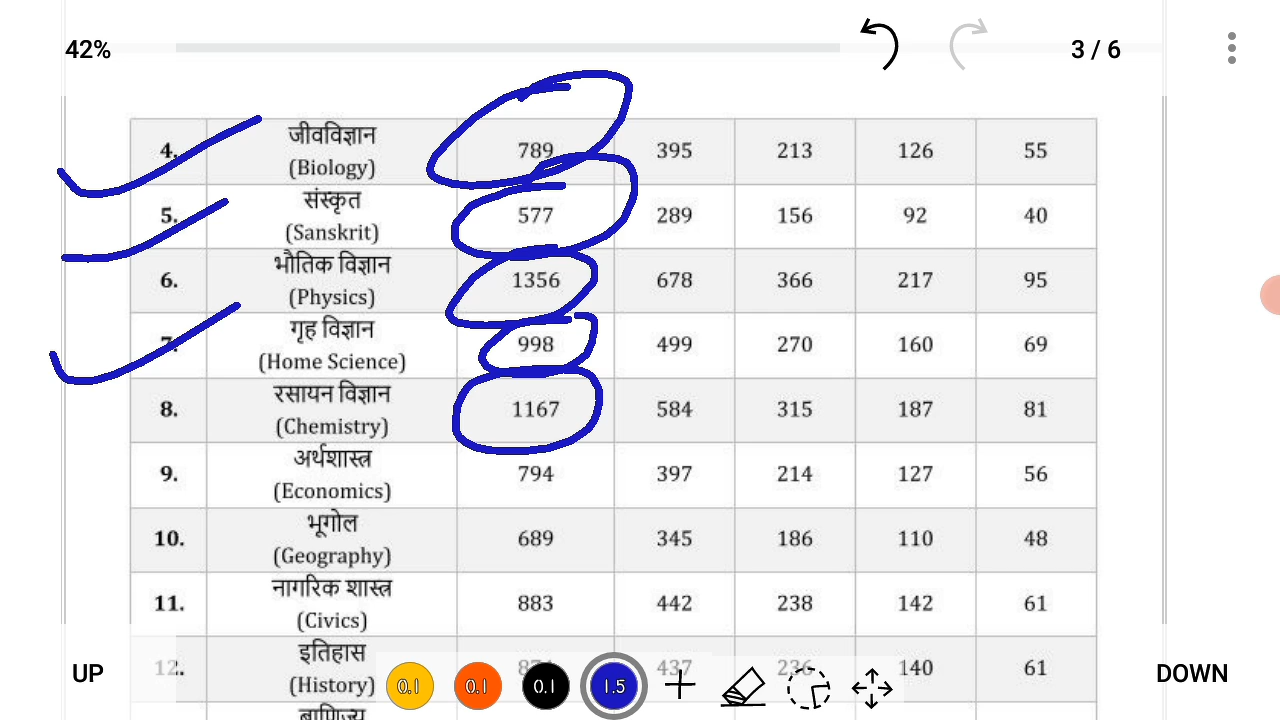 42% 3 / 6
4. जीवविज्ञान (Biology) 789 395 213 126 55
5. संस्कृत (Sanskrit) 577 289 156 92 40
6. भौतिक विज्ञान (Physics) 1356 678 366 217 95
7. गृह विज्ञान (Home Science) 998 499 270 160 69
8. रसायन विज्ञान (Chemistry) 1167 584 315 187 81
9. अर्थशास्त्र (Economics) 794 397 214 127 56
10. भूगोल (Geography) 689 345 186 110 48
11. नागरिक शास्त्र (Civics) 883 442 238 142 61
12. इतिहास (History) 437 236 140 61
UP 0.1 0.1 0.1 1.5 DOWN